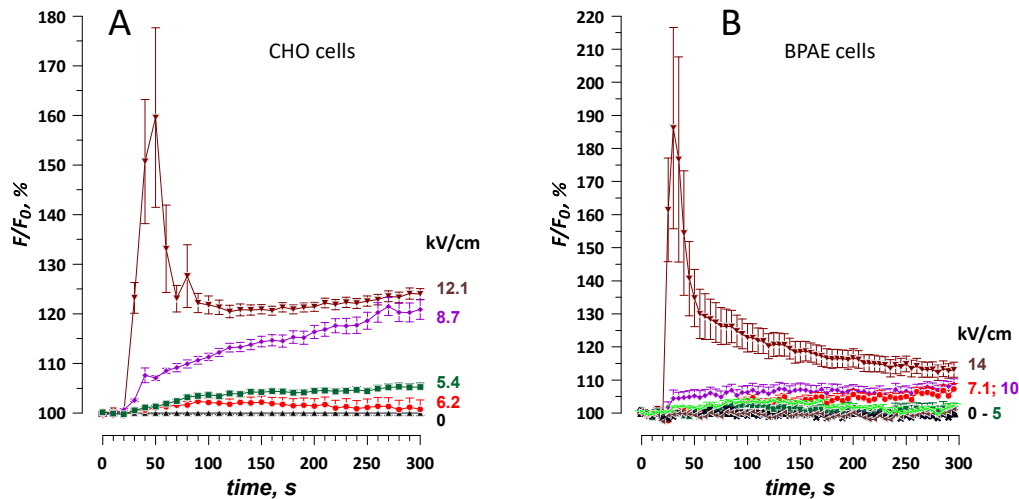 A
CHO cells
180
170
160
150
140
130
120
110
100
F/F0, %
kV/cm
12.1
8.7
5.4
6.2
0
0 50 100 150 200 250 300
time, s
B
BPAE cells
220
210
200
190
180
170
160
150
140
130
120
110
100
F/F0, %
kV/cm
14
7.1; 10
0 - 5
0 50 100 150 200 250 300
time, s